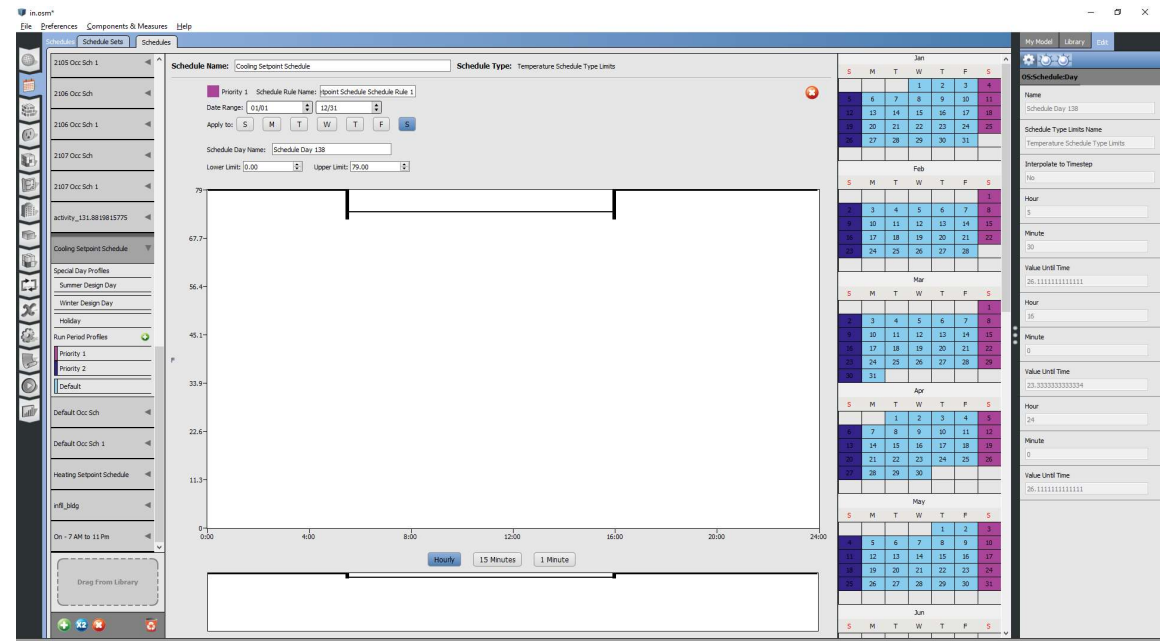 in.osm*
File Preferences Components & Measures Help
Schedules Schedule Sets Schedules
My Model Library Edit
2105 Occ Sch 1
2106 Occ Sch
2106 Occ Sch 1
2107 Occ Sch
2107 Occ Sch 1
activity_131.8819815775
Cooling Setpoint Schedule
Special Day Profiles
Summer Design Day
Winter Design Day
Holiday
Run Period Profiles
Priority 1
Priority 2
Default
Default Occ Sch
Default Occ Sch 1
Heating Setpoint Schedule
infil_bldg
On - 7 AM to 11 Pm
Drag From Library
X2
Schedule Name: Cooling Setpoint Schedule Schedule Type: Temperature Schedule Type Limits
Priority 1 Schedule Rule Name: tpoint Schedule Schedule Rule 1
Date Range: 01/01 12/31
Apply to: S M T W T F S
Schedule Day Name: Schedule Day 138
Lower Limit: 0.00 Upper Limit: 79.00
79
67.7
56.4
45.1
F
33.9
22.6
11.3
0
0:00 4:00 8:00 12:00 16:00 20:00 24:00
Hourly 15 Minutes 1 Minute
Jan
S M T W T F S
1 2 3 4
5 6 7 8 9 10 11
12 13 14 15 16 17 18
19 20 21 22 23 24 25
26 27 28 29 30 31
Feb
S M T W T F S
1
2 3 4 5 6 7 8
9 10 11 12 13 14 15
16 17 18 19 20 21 22
23 24 25 26 27 28
Mar
S M T W T F S
1
2 3 4 5 6 7 8
9 10 11 12 13 14 15
16 17 18 19 20 21 22
23 24 25 26 27 28 29
30 31
Apr
S M T W T F S
1 2 3 4 5
6 7 8 9 10 11 12
13 14 15 16 17 18 19
20 21 22 23 24 25 26
27 28 29 30
May
S M T W T F S
1 2 3
4 5 6 7 8 9 10
11 12 13 14 15 16 17
18 19 20 21 22 23 24
25 26 27 28 29 30 31
Jun
S M T W T F S
OS:Schedule:Day
Name
Schedule Day 138
Schedule Type Limits Name
Temperature Schedule Type Limits
Interpolate to Timestep
No
Hour
5
Minute
30
Value Until Time
26.1111111111111
Hour
16
Minute
0
Value Until Time
23.3333333333334
Hour
24
Minute
0
Value Until Time
26.1111111111111